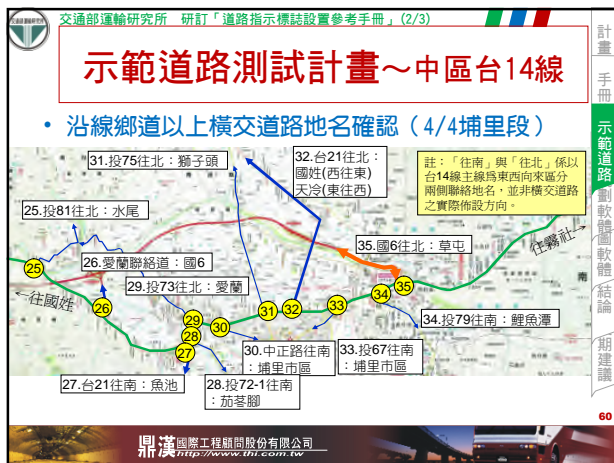 交通部運輸研究所 研訂「道路指示標誌設置參考手冊」(2/3)
示範道路測試計畫～中區台14線
• 沿線鄉道以上橫交道路地名確認（4/4埔里段）
31.投75往北：獅子頭
32.台21往北：
國姓(西往東)
天冷(東往西)
註：「往南」與「往北」係以
台14線主線為東西向來區分
兩側聯絡地名，並非橫交道路
之實際佈設方向。
25.投81往北：水尾
26.愛蘭聯絡道：國6
29.投73往北：愛蘭
35.國6往北：草屯
往霧社→
←往國姓
25
26
29
28
27
30
31
32
33
34
35
南
34.投79往南：鯉魚潭
30.中正路往南：
埔里市區
33.投67往南：
埔里市區
27.台21往南：魚池
28.投72-1往南
：茄苳腳
計畫
手冊
示範道路
劃軟體
圖軟體
結論
期建議
60
鼎漢國際工程顧問股份有限公司
http://www.thi.com.tw